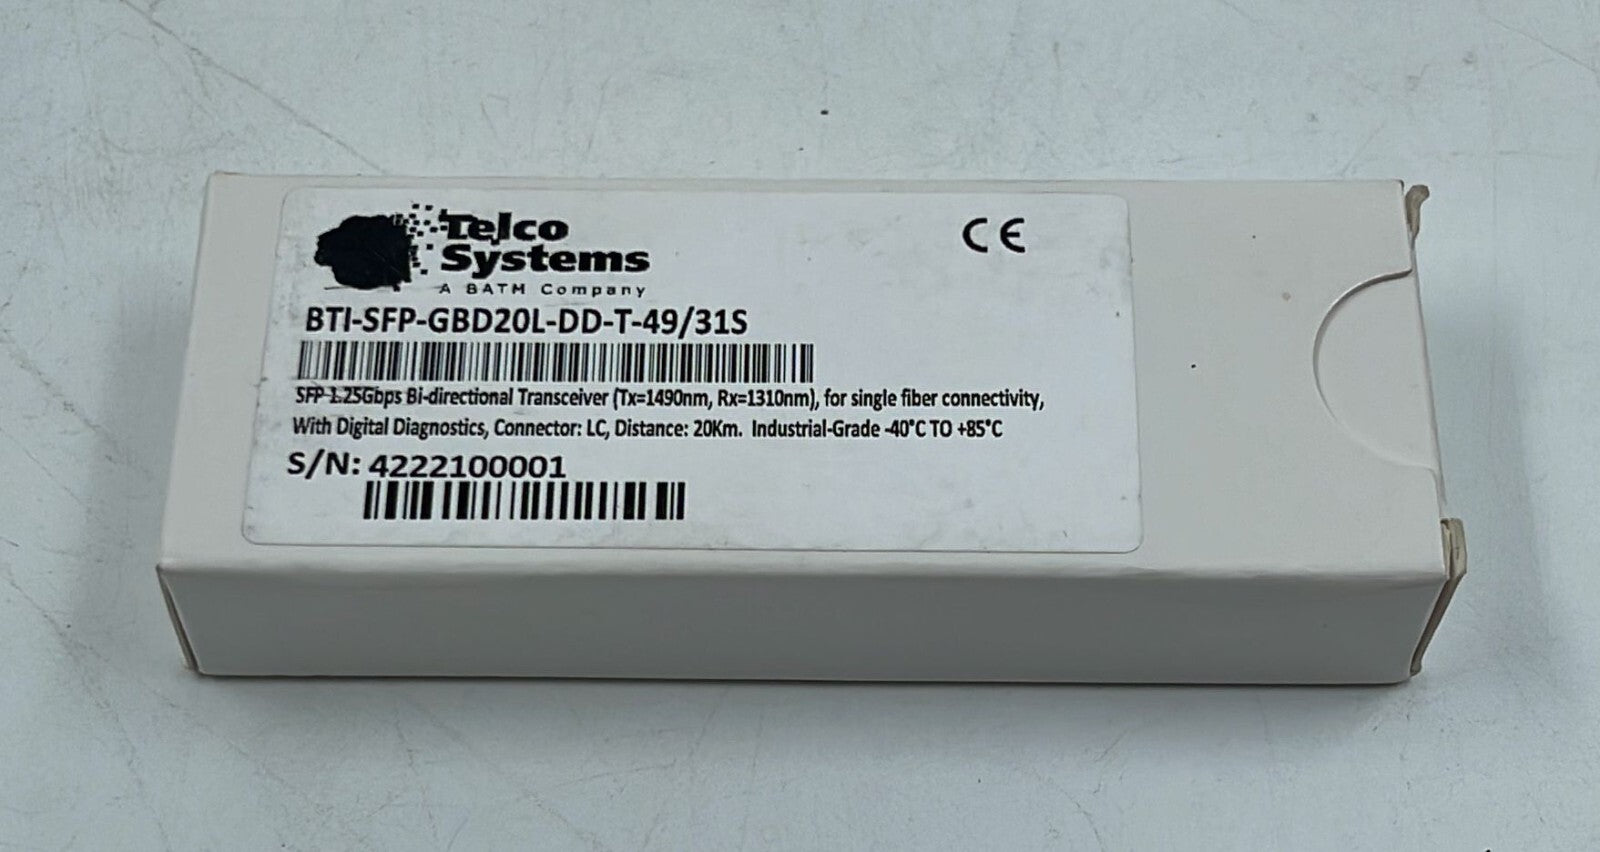 Telco
Systems
A BATM Company
CE
BTI-SFP-GBD20L-DD-T-49/31S
SFP 1.25Gbps Bi-directional Transceiver (Tx=1490nm, Rx=1310nm), for single fiber connectivity,
With Digital Diagnostics, Connector: LC, Distance: 20Km. Industrial-Grade -40°C TO +85°C
S/N: 4222100001